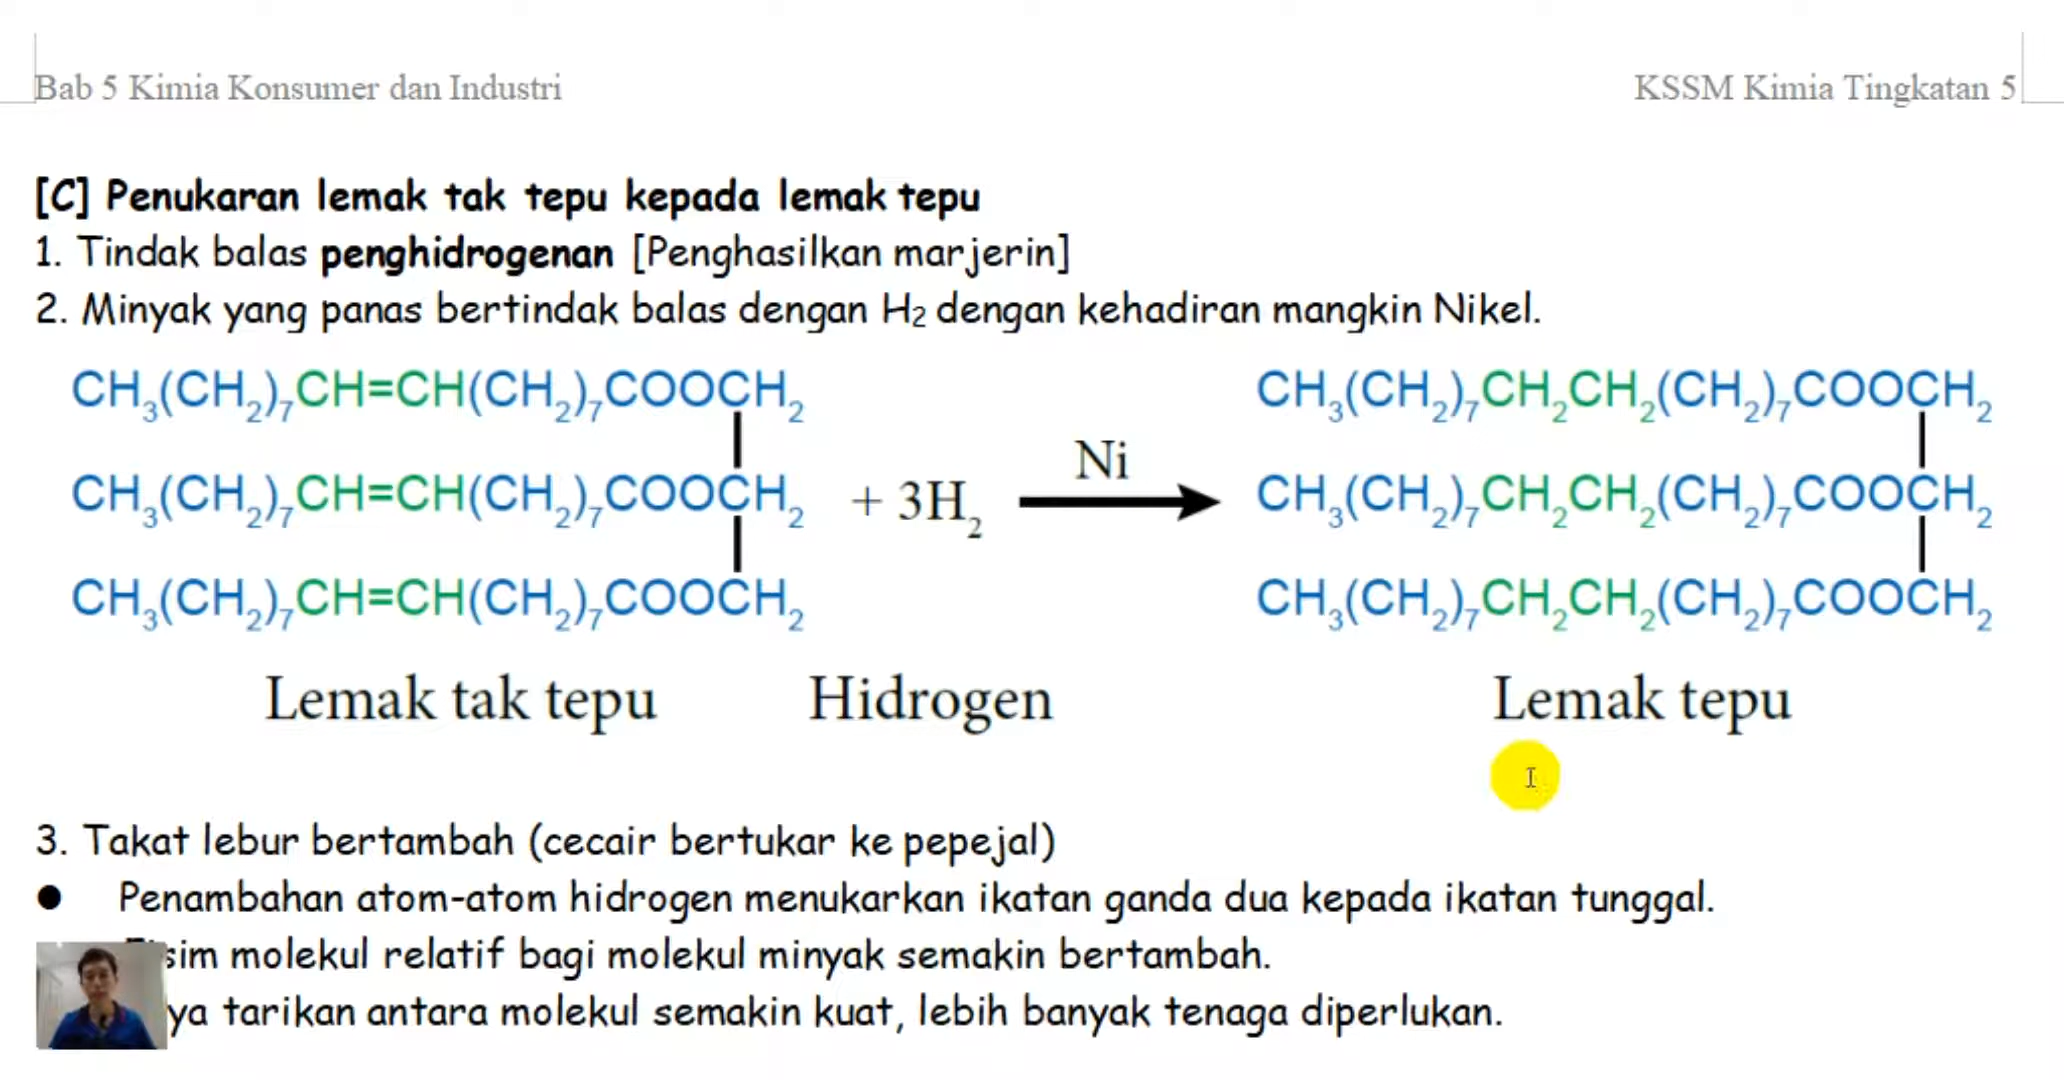 Bab 5 Kimia Konsumer dan Industri
KSSM Kimia Tingkatan 5
[C] Penukaran lemak tak tepu kepada lemak tepu
1. Tindak balas penghidrogenan [Penghasilkan marjerin]
2. Minyak yang panas bertindak balas dengan H₂ dengan kehadiran mangkin Nikel.
CH₃(CH₂)₇CH=CH(CH₂)₇COOCH₂
CH₃(CH₂)₇CH=CH(CH₂)₇COOCH₂ + 3H₂
CH₃(CH₂)₇CH=CH(CH₂)₇COOCH₂
Ni
CH₃(CH₂)₇CH₂CH₂(CH₂)₇COOCH₂
CH₃(CH₂)₇CH₂CH₂(CH₂)₇COOCH₂
CH₃(CH₂)₇CH₂CH₂(CH₂)₇COOCH₂
Lemak tak tepu
Hidrogen
Lemak tepu
3. Takat lebur bertambah (cecair bertukar ke pepejal)
● Penambahan atom-atom hidrogen menukarkan ikatan ganda dua kepada ikatan tunggal.
molekul relatif bagi molekul minyak semakin bertambah.
tarikan antara molekul semakin kuat, lebih banyak tenaga diperlukan.